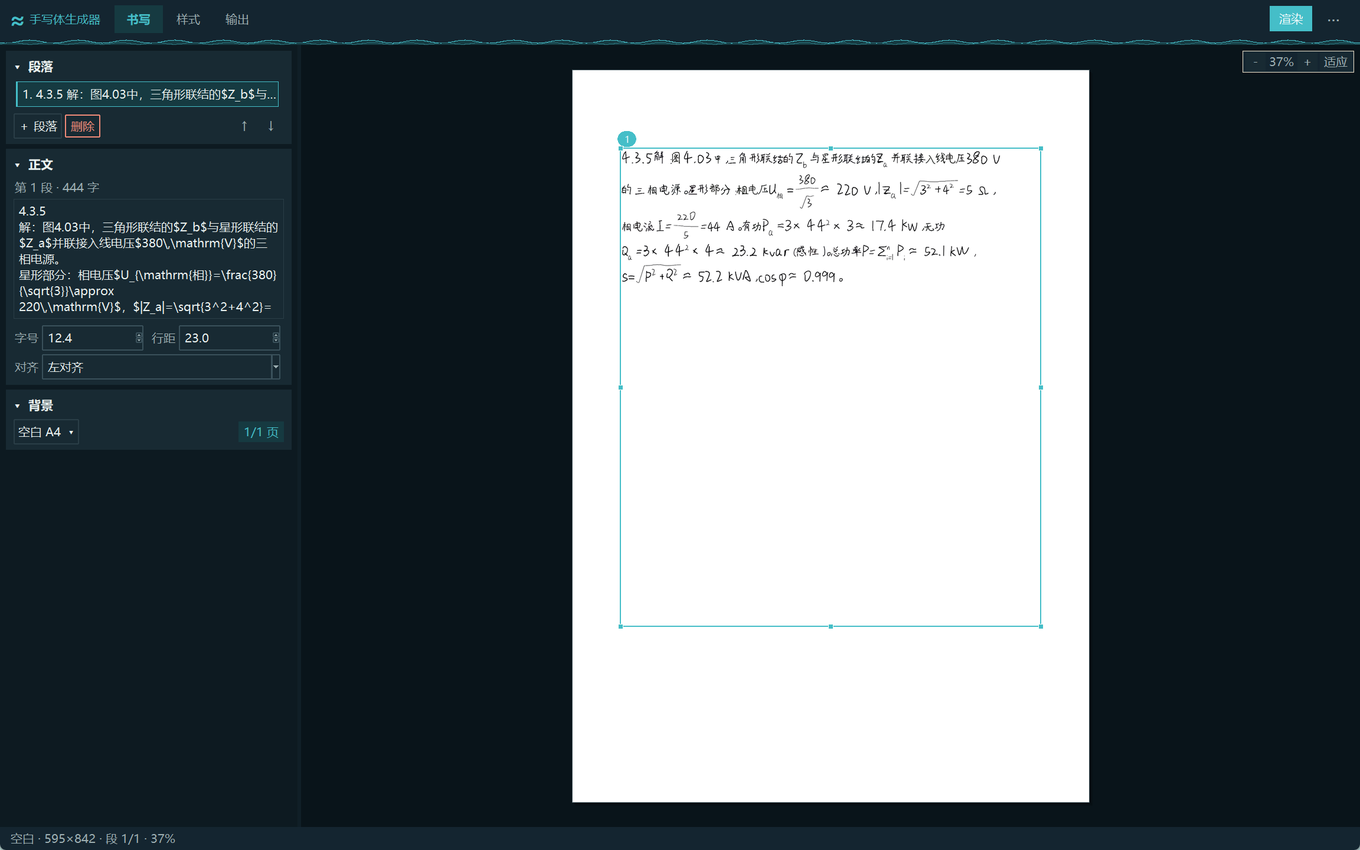 手写体生成器 书写 样式 输出 渲染 ...
- 37% + 适应
段落
1. 4.3.5 解：图4.03中，三角形联结的$Z_b$与...
+ 段落 删除 ↑ ↓
正文
第 1 段 · 444 字
4.3.5
解：图4.03中，三角形联结的$Z_b$与星形联结的
$Z_a$并联接入线电压$380\,\mathrm{V}$的三
相电源。
星形部分：相电压$U_{\mathrm{相}}=\frac{380}
{\sqrt{3}}\approx
220\,\mathrm{V}$，$|Z_a|=\sqrt{3^2+4^2}=
字号 12.4 行距 23.0
对齐 左对齐
背景
空白 A4 1/1 页
1
4.3.5解 图4.03中 三角形联结的Z_b与星形联结的Z_a并联接入线电压380 V
的三相电源。星形部分 相电压U_相=380/√3≈220 V,|Z_a|=√(3²+4²)=5 Ω,
相电流I=220/5=44 A。有功P_a=3×44²×3≈17.4 kW 无功
Q_a=3×44²×4≈23.2 kvar(感性)。总功率P=Σ_{i=1}^n P_i≈52.1 kW,
S=√(P²+Q²)≈52.2 kVA,cosφ≈0.999。
空白 · 595×842 · 段 1/1 · 37%